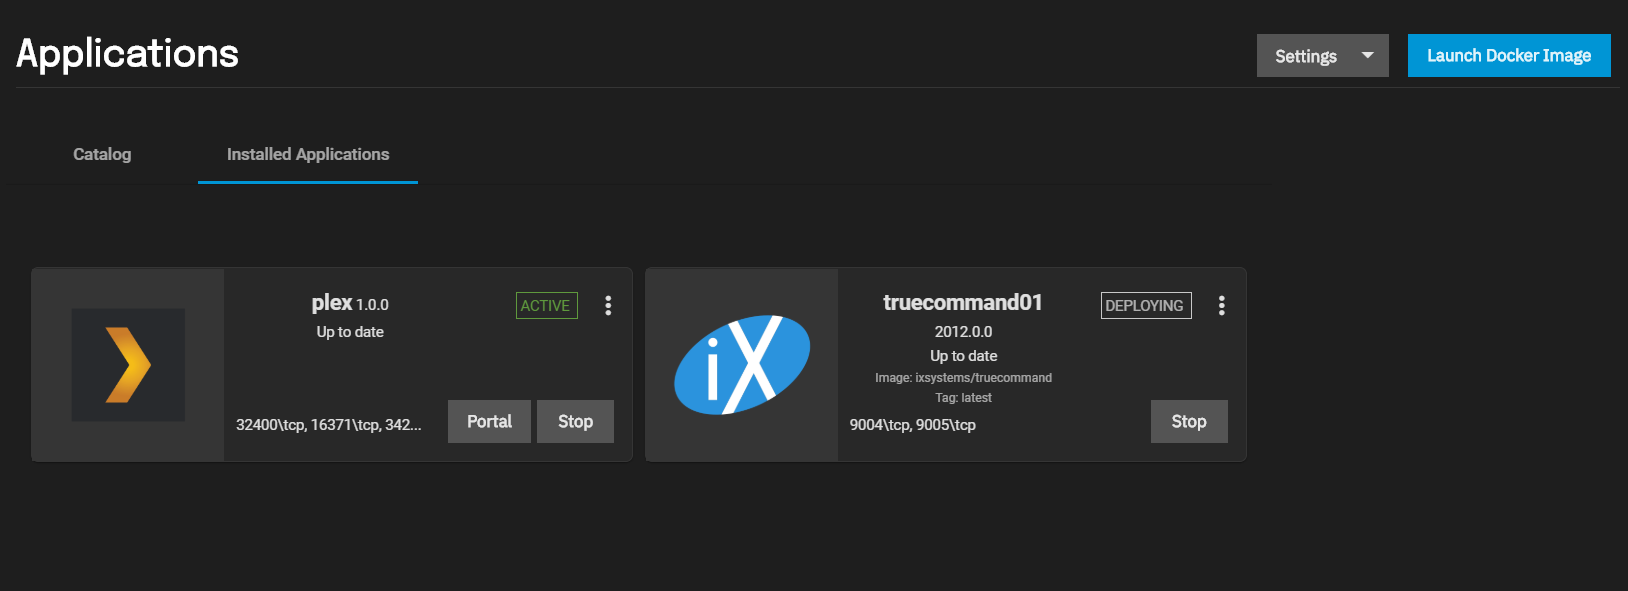 Applications
Settings
Launch Docker Image
Catalog
Installed Applications
plex 1.0.0
ACTIVE
Up to date
32400\tcp, 16371\tcp, 342...
Portal
Stop
iX
truecommand01
DEPLOYING
2012.0.0
Up to date
Image: ixsystems/truecommand
Tag: latest
9004\tcp, 9005\tcp
Stop